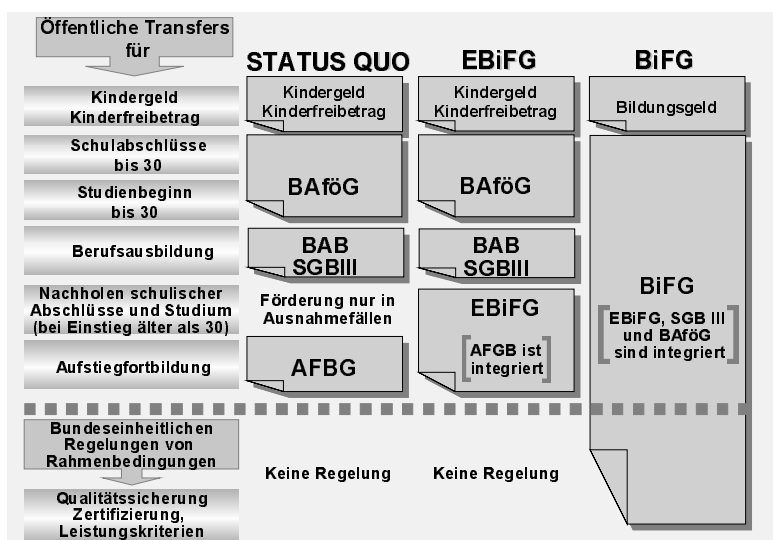 Öffentliche Transfers
für
STATUS QUO
EBiFG
BiFG
Kindergeld
Kinderfreibetrag
Kindergeld
Kinderfreibetrag
Kindergeld
Kinderfreibetrag
Bildungsgeld
Schulabschlüsse
bis 30
Studienbeginn
bis 30
BAföG
BAföG
Berufsausbildung
BAB
SGBIII
BAB
SGBIII
Nachholen schulischer
Abschlüsse und Studium
(bei Einstieg älter als 30)
Förderung nur in
Ausnahmefällen
EBiFG
AFGB ist
integriert
BiFG
EBiFG, SGB III
und BAföG
sind integriert
Aufstiegfortbildung
AFBG
Bundeseinheitlichen
Regelungen von
Rahmenbedingungen
Keine Regelung
Keine Regelung
Qualitätssicherung
Zertifizierung,
Leistungskriterien